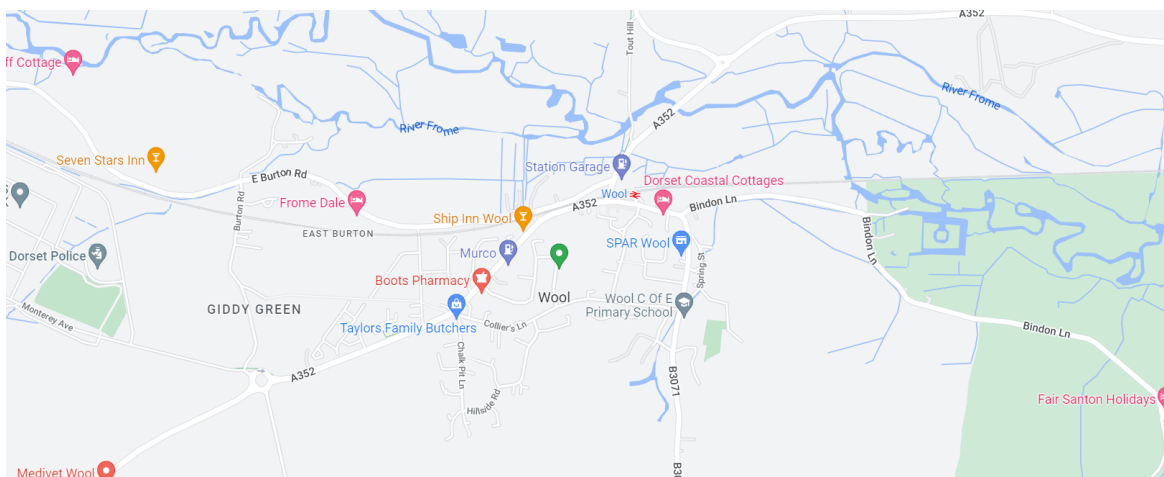 A352
Tout Hill
ff Cottage
River Frome
River Frome
A352
Seven Stars Inn
Station Garage
E Burton Rd
Dorset Coastal Cottages
Wool
Frome Dale
Burton Rd
A352
Bindon Ln
Ship Inn Wool
EAST BURTON
Bindon Ln
SPAR Wool
Dorset Police
Murco
Spring St
Boots Pharmacy
Wool
Wool C Of E
Primary School
GIDDY GREEN
Monterey Ave
Taylors Family Butchers
Collier's Ln
Bindon Ln
Chalk Pit Ln
A352
B3071
Hillside Rd
Fair Santon Holidays
Medivet Wool
B3